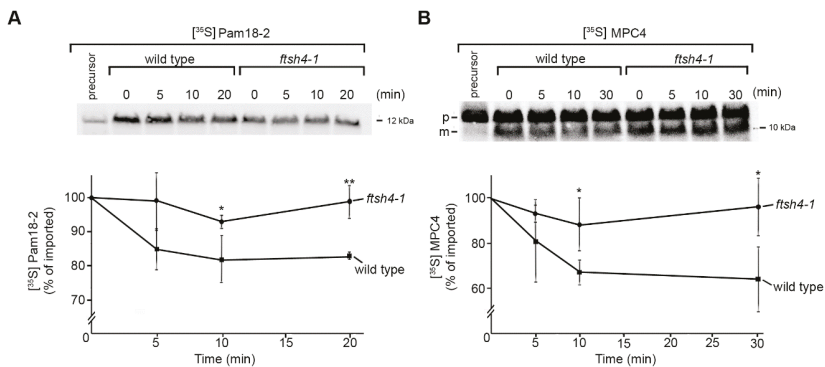 A
[³⁵S] Pam18-2
precursor
wild type
ftsh4-1
0 5 10 20 0 5 10 20 (min)
12 kDa
100
90
80
70
0
[³⁵S] Pam18-2
(% of imported)
*
**
ftsh4-1
wild type
0 5 10 15 20
Time (min)
B
[³⁵S] MPC4
precursor
wild type
ftsh4-1
0 5 10 30 0 5 10 30 (min)
p
m
10 kDa
100
80
60
0
[³⁵S] MPC4
(% of imported)
*
*
ftsh4-1
wild type
0 5 10 15 20 25 30
Time (min)